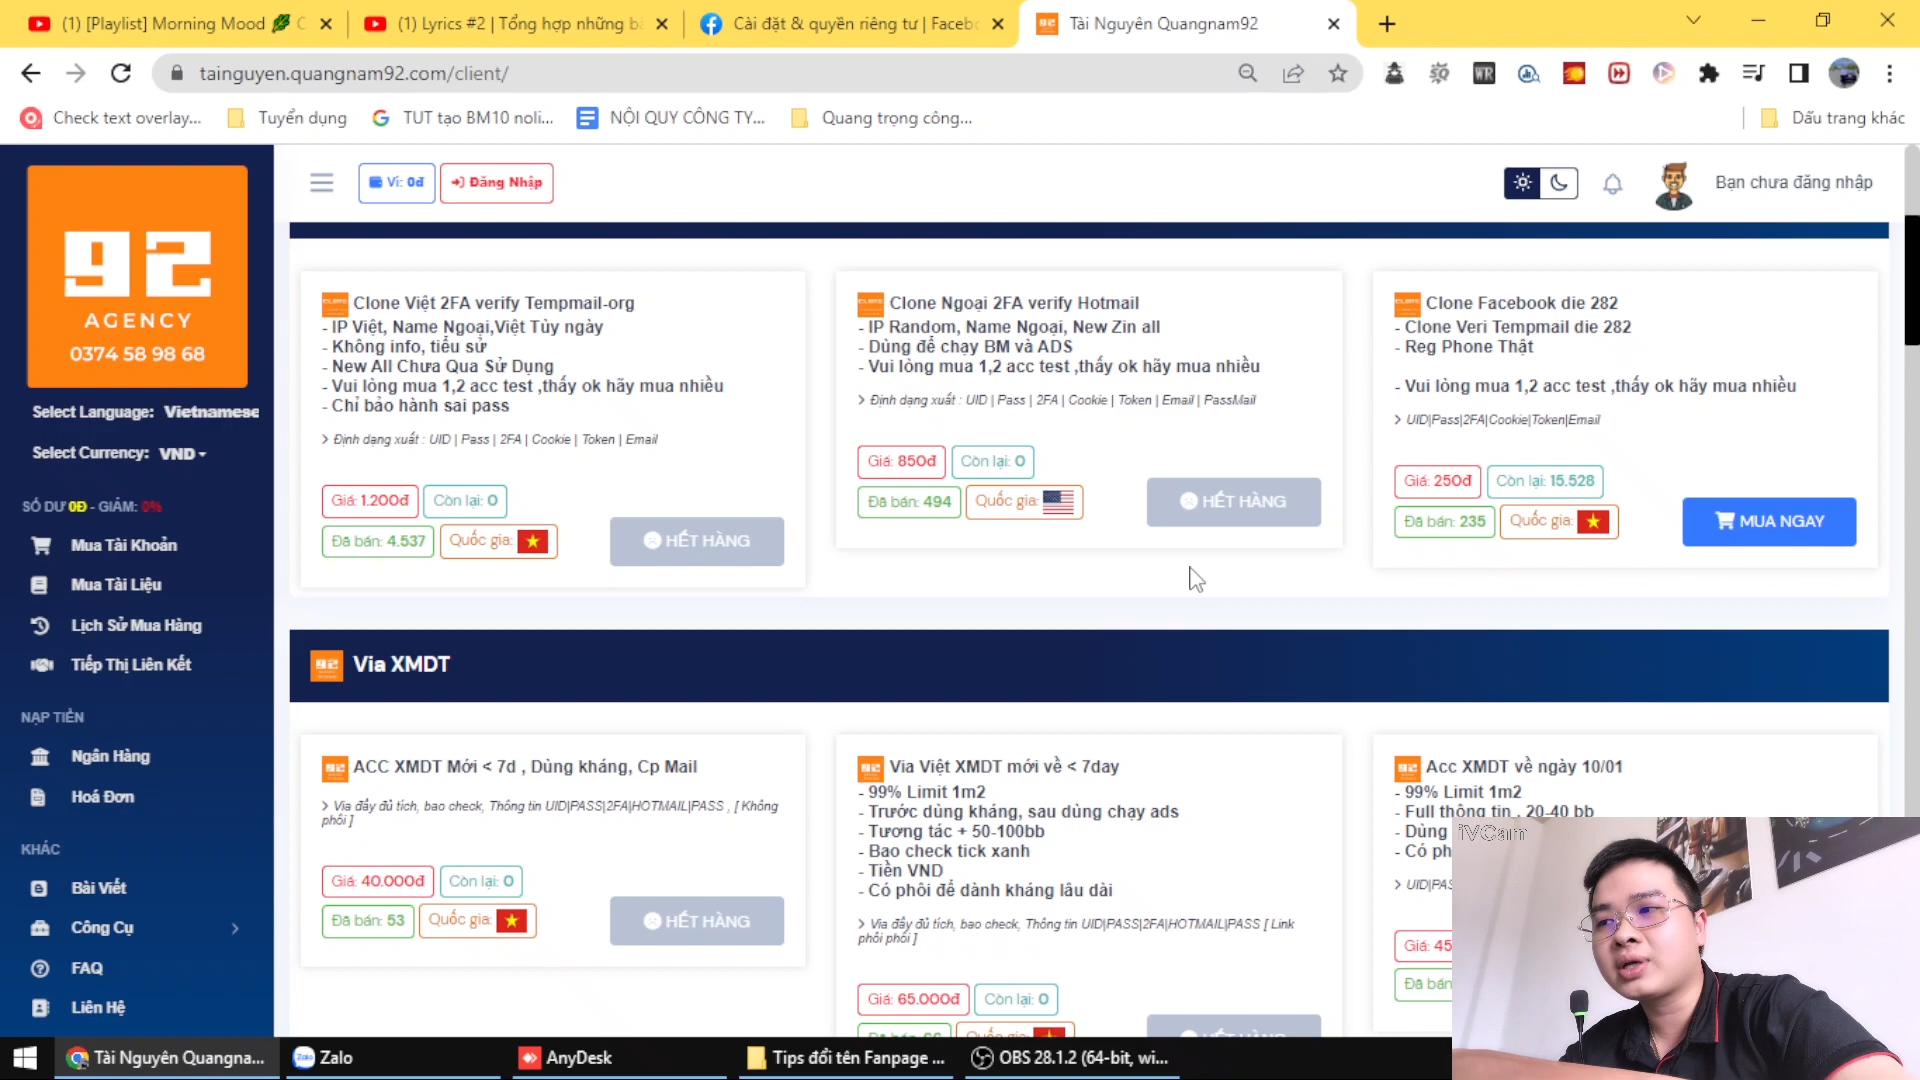 (1) [Playlist] Morning Mood
(1) Lyrics #2 | Tổng hợp những b
Cài đặt & quyền riêng tư | Faceb
Tài Nguyên Quangnam92
tainguyen.quangnam92.com/client/
Check text overlay...
Tuyển dụng
TUT tạo BM10 noli...
NỘI QUY CÔNG TY...
Quang trọng công...
Dấu trang khác
92
AGENCY
0374 58 98 68
Select Language: Vietnamese
Select Currency: VND
SỐ DƯ 0Đ - GIẢM: 0%
Mua Tài Khoản
Mua Tài Liệu
Lịch Sử Mua Hàng
Tiếp Thị Liên Kết
NẠP TIỀN
Ngân Hàng
Hoá Đơn
KHÁC
Bài Viết
Công Cụ
FAQ
Liên Hệ
Ví: 0đ
Đăng Nhập
Bạn chưa đăng nhập
Clone Việt 2FA verify Tempmail-org
- IP Việt, Name Ngoại,Việt Tùy ngày
- Không info, tiểu sử
- New All Chưa Qua Sử Dụng
- Vui lòng mua 1,2 acc test ,thấy ok hãy mua nhiều
- Chỉ bảo hành sai pass
Định dạng xuất : UID | Pass | 2FA | Cookie | Token | Email
Giá: 1.200đ
Còn lại: 0
Đã bán: 4.537
Quốc gia:
HẾT HÀNG
Clone Ngoại 2FA verify Hotmail
- IP Random, Name Ngoại, New Zin all
- Dùng để chạy BM và ADS
- Vui lòng mua 1,2 acc test ,thấy ok hãy mua nhiều
Định dạng xuất : UID | Pass | 2FA | Cookie | Token | Email | PassMail
Giá: 850đ
Còn lại: 0
Đã bán: 494
Quốc gia:
HẾT HÀNG
Clone Facebook die 282
- Clone Veri Tempmail die 282
- Reg Phone Thật
- Vui lòng mua 1,2 acc test ,thấy ok hãy mua nhiều
UID|Pass|2FA|Cookie|Token|Email
Giá: 250đ
Còn lại: 15.528
Đã bán: 235
Quốc gia:
MUA NGAY
92 Via XMDT
ACC XMDT Mới < 7d , Dùng kháng, Cp Mail
Via đầy đủ tích, bao check, Thông tin UID|PASS|2FA|HOTMAIL|PASS , [ Không
phôi ]
Giá: 40.000đ
Còn lại: 0
Đã bán: 53
Quốc gia:
HẾT HÀNG
Via Việt XMDT mới về < 7day
- 99% Limit 1m2
- Trước dùng kháng, sau dùng chạy ads
- Tương tác + 50-100bb
- Bao check tick xanh
- Tiền VND
- Có phôi để dành kháng lâu dài
Via đầy đủ tích, bao check, Thông tin UID|PASS|2FA|HOTMAIL|PASS [ Link
phôi phôi ]
Giá: 65.000đ
Còn lại: 0
Quốc gia:
HẾT HÀNG
Acc XMDT về ngày 10/01
- 99% Limit 1m2
- Full thông tin , 20-40 bb
- Dùng
- Có ph
UID|PAS
Giá: 45
Đã bán
iVCam
Tài Nguyên Quangna...
Zalo
AnyDesk
Tips đổi tên Fanpage ...
OBS 28.1.2 (64-bit, wi...